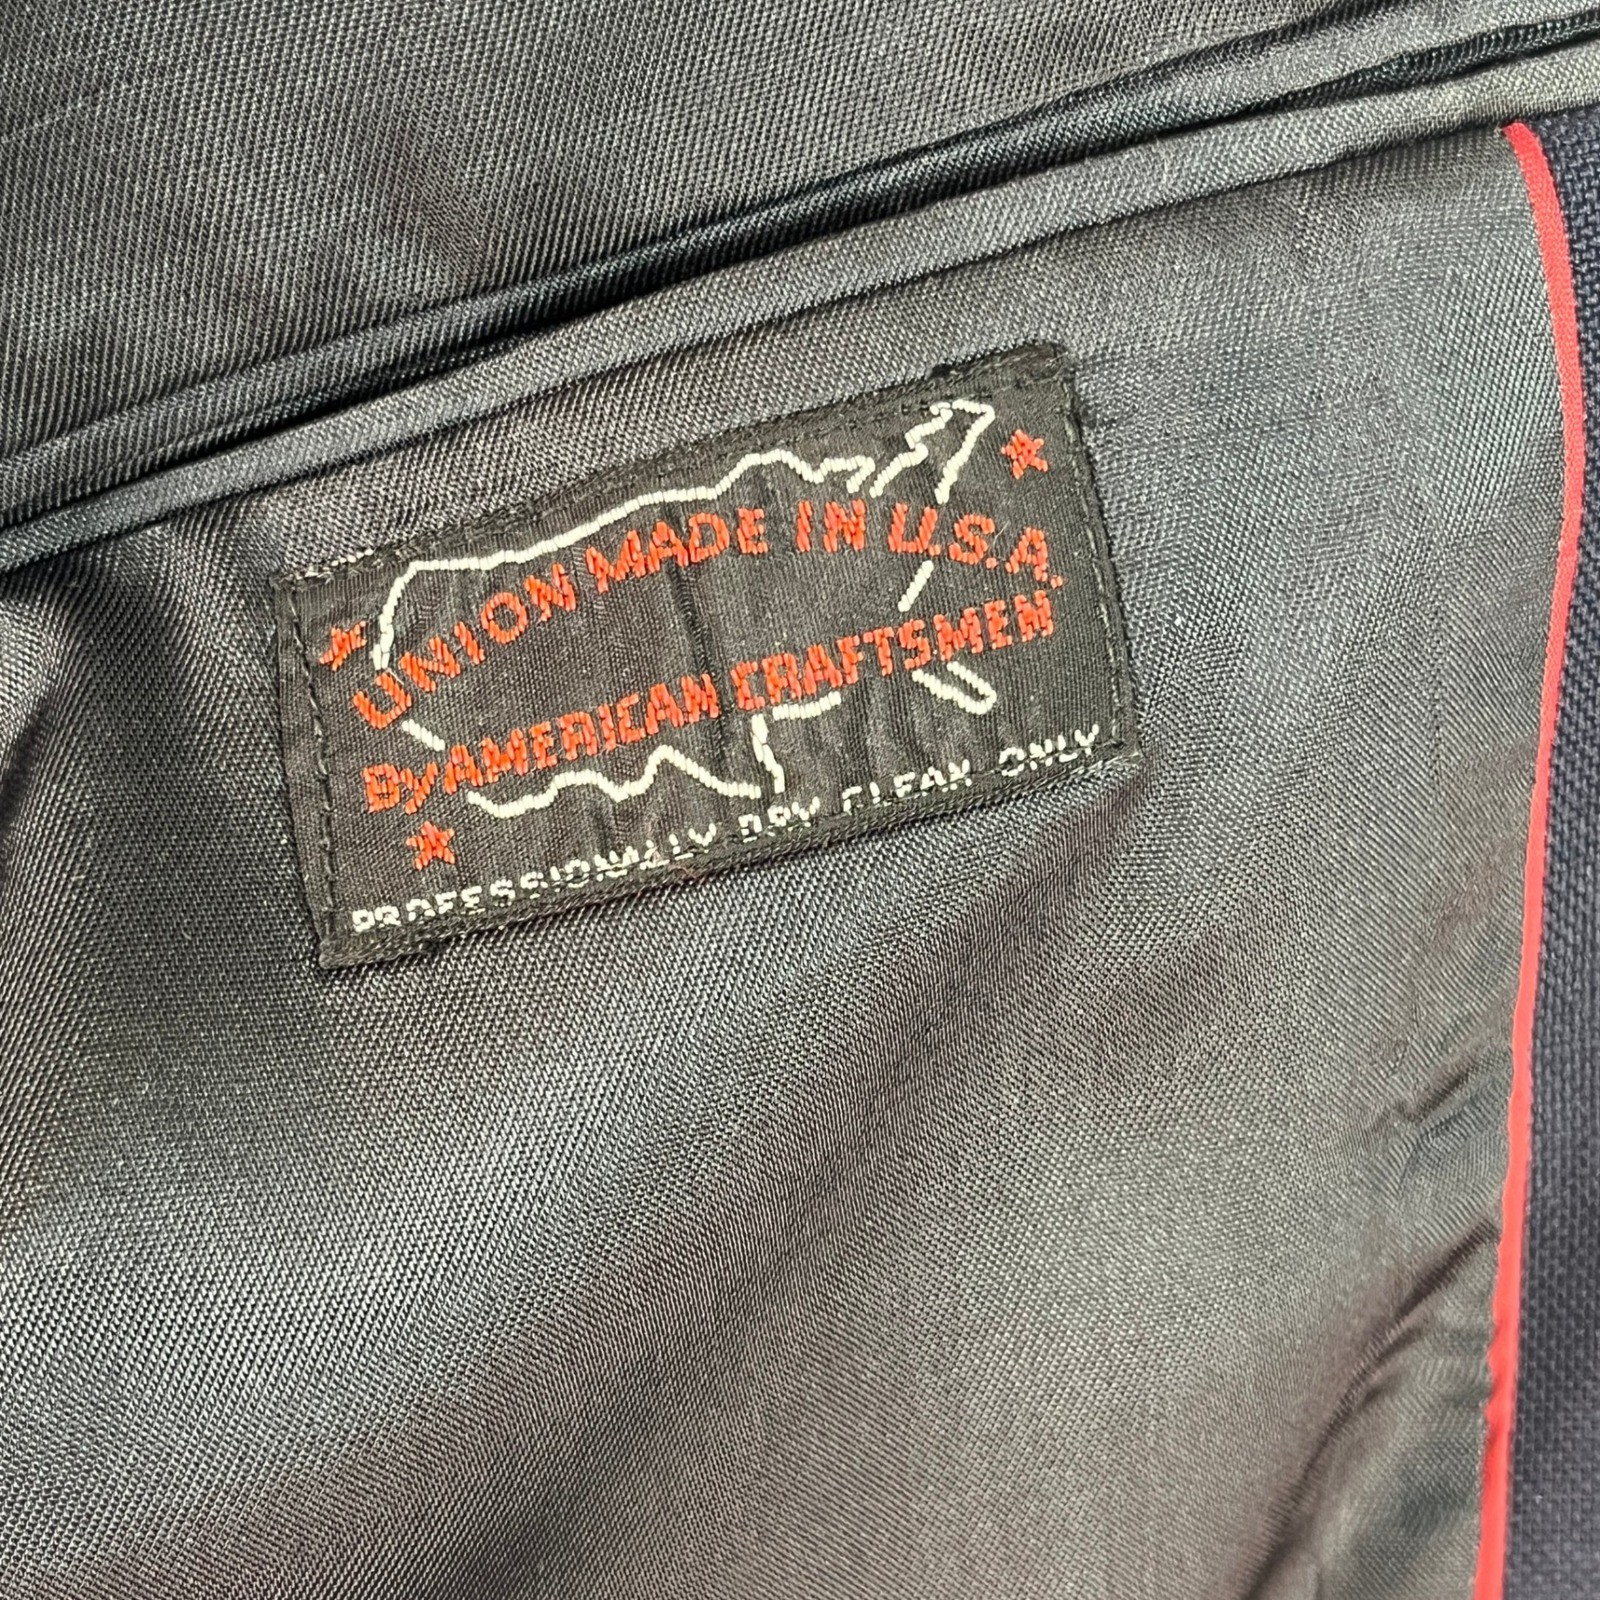 UNION MADE IN U.S.A.
By AMERICAN CRAFTSMEN
PROFESSIONALLY DRY CLEAN ONLY